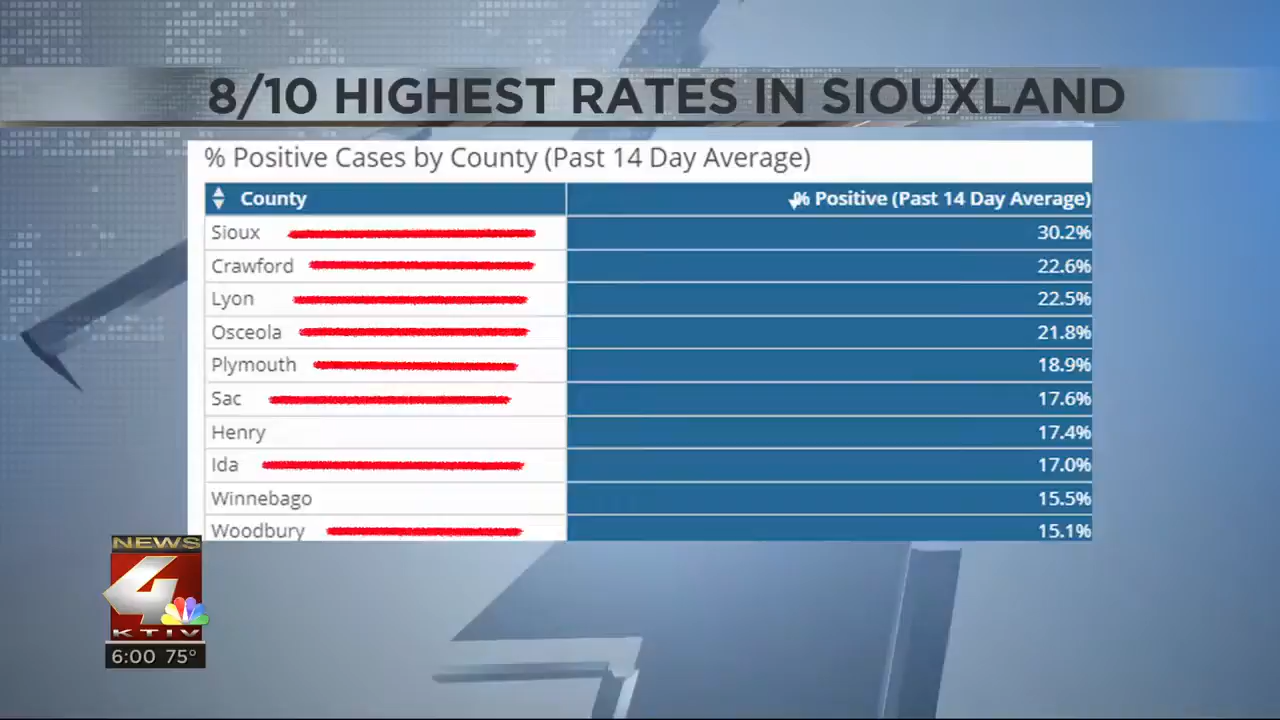 8/10 HIGHEST RATES IN SIOUXLAND
% Positive Cases by County (Past 14 Day Average)
County % Positive (Past 14 Day Average)
Sioux 30.2%
Crawford 22.6%
Lyon 22.5%
Osceola 21.8%
Plymouth 18.9%
Sac 17.6%
Henry 17.4%
Ida 17.0%
Winnebago 15.5%
Woodbury 15.1%
NEWS
4
KTIV
6:00 75°